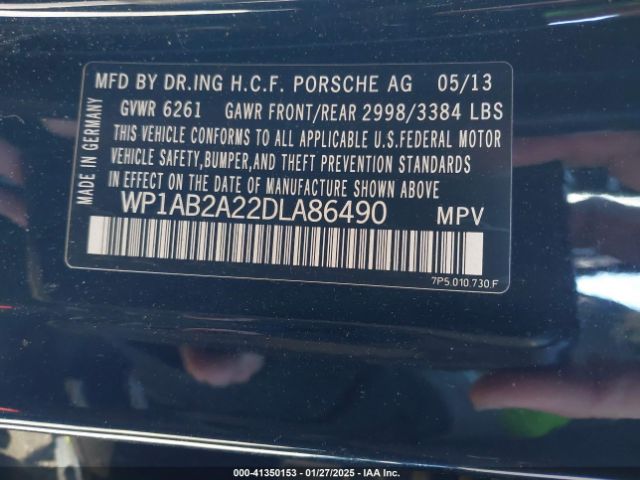 MFD BY DR.ING H.C.F. PORSCHE AG 05/13
GVWR 6261 GAWR FRONT/REAR 2998/3384 LBS
THIS VEHICLE CONFORMS TO ALL APPLICABLE U.S.FEDERAL MOTOR
VEHICLE SAFETY,BUMPER,AND THEFT PREVENTION STANDARDS
IN EFFECT ON THE DATE OF MANUFACTURE SHOWN ABOVE
WP1AB2A22DLA86490 MPV
7P5.010.730.F
MADE IN GERMANY
000-41350153 — 01/27/2025 — IAA Inc.